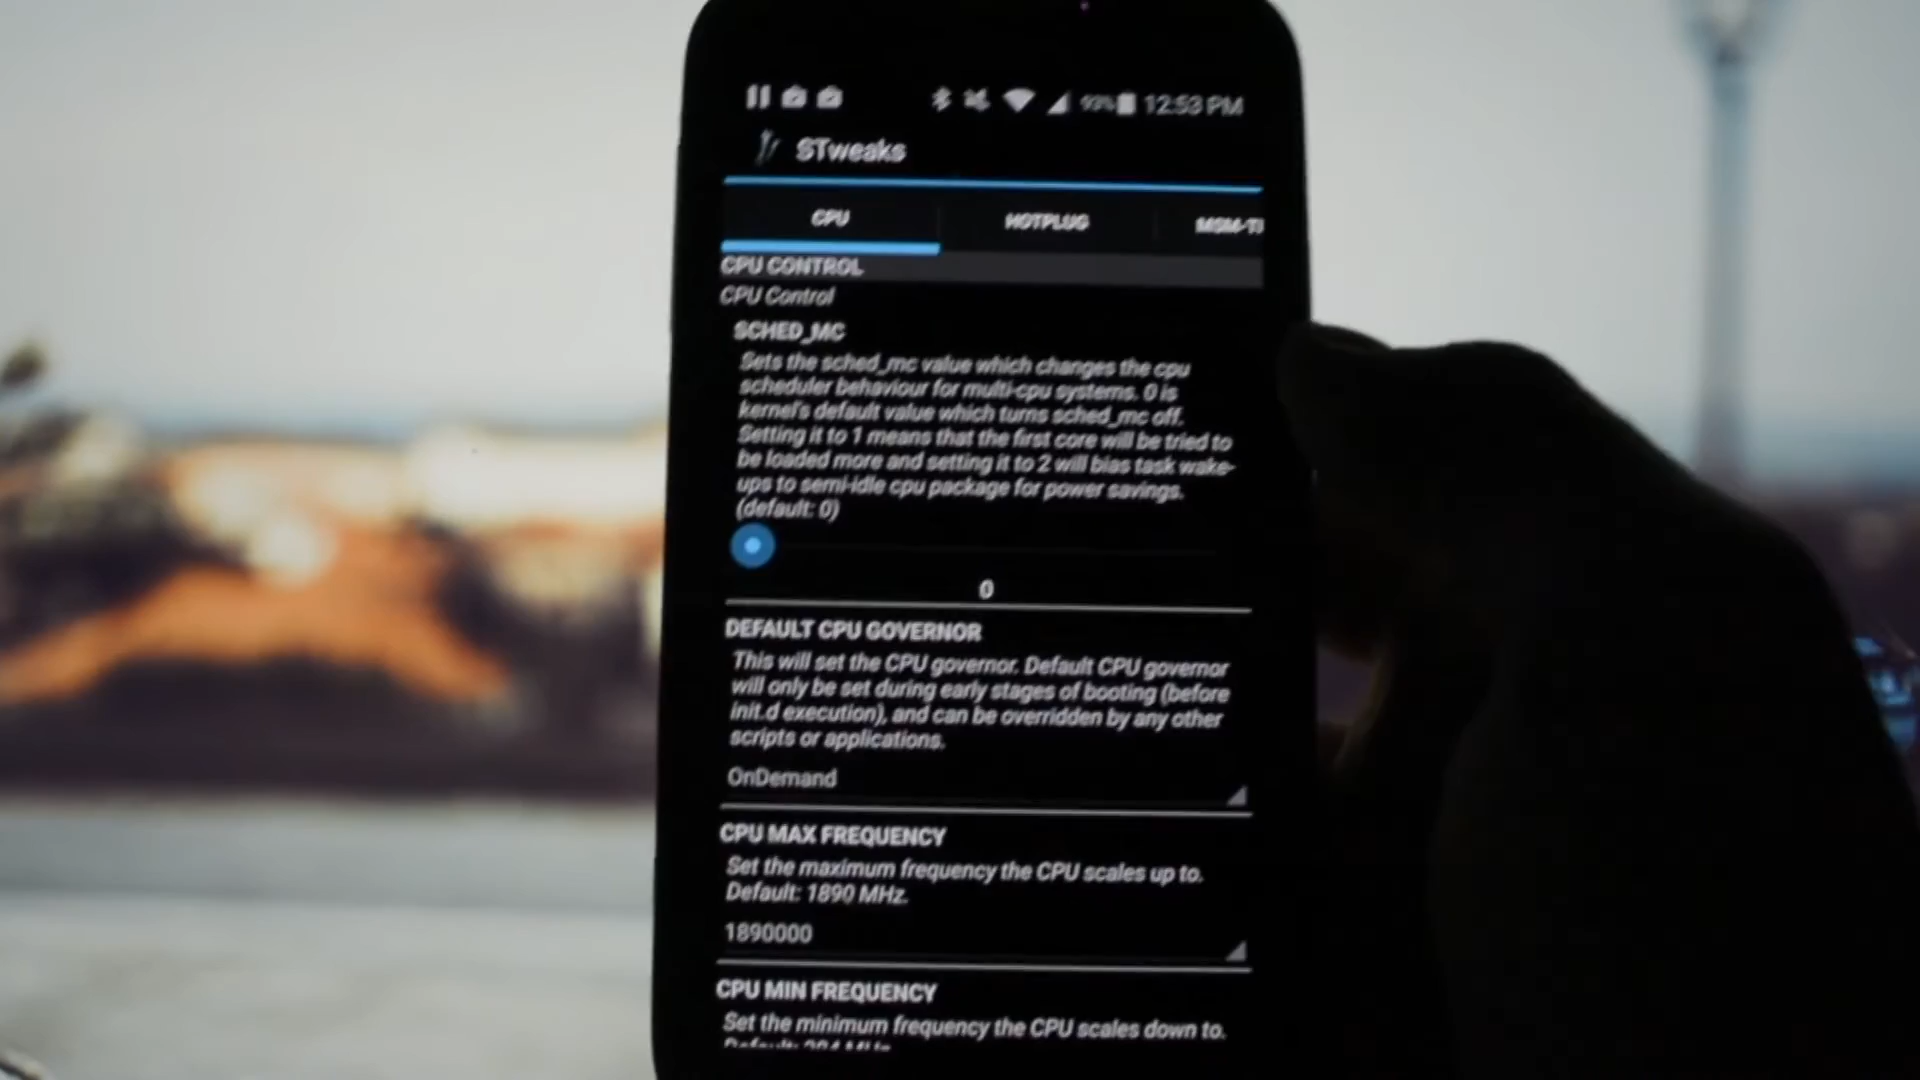 93% 12:53 PM
STweaks
CPU HOTPLUG MSM-T
CPU CONTROL
CPU Control
SCHED_MC
Sets the sched_mc value which changes the cpu
scheduler behaviour for multi-cpu systems. 0 is
kernel's default value which turns sched_mc off.
Setting it to 1 means that the first core will be tried to
be loaded more and setting it to 2 will bias task wake-
ups to semi-idle cpu package for power savings.
(default: 0)
0
DEFAULT CPU GOVERNOR
This will set the CPU governor. Default CPU governor
will only be set during early stages of booting (before
init.d execution), and can be overridden by any other
scripts or applications.
OnDemand
CPU MAX FREQUENCY
Set the maximum frequency the CPU scales up to.
Default: 1890 MHz.
1890000
CPU MIN FREQUENCY
Set the minimum frequency the CPU scales down to.